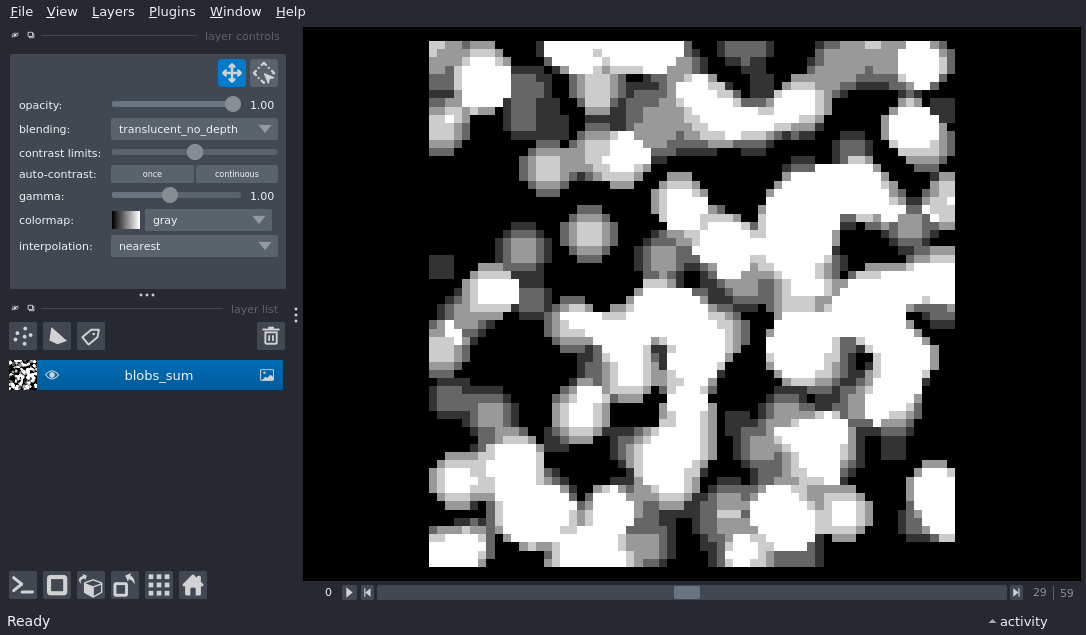 File View Layers Plugins Window Help
layer controls
opacity: 1.00
blending: translucent_no_depth
contrast limits:
auto-contrast: once continuous
gamma: 1.00
colormap: gray
interpolation: nearest
layer list
blobs_sum
0 29 59
Ready activity